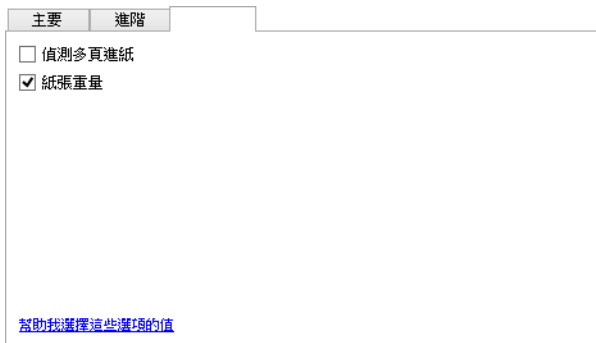 主要 進階
偵測多頁進紙
紙張重量
幫助我選擇這些選項的值